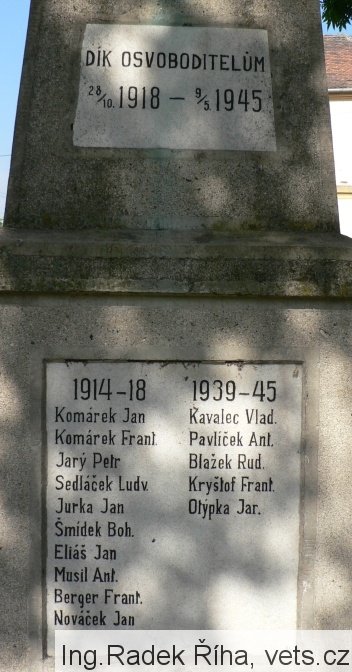 DÍK OSVOBODITELŮM
28/10. 1918 – 9/5. 1945
1914-18
Komárek Jan
Komárek Frant.
Jarý Petr
Sedláček Ludv.
Jurka Jan
Šmídek Boh.
Eliáš Jan
Musil Ant.
Berger Frant.
Nováček Jan
1939-45
Kavalec Vlad.
Pavlíček Ant.
Blažek Rud.
Kryštof Frant.
Otýpka Jar.
Ing.Radek Říha, vets.cz